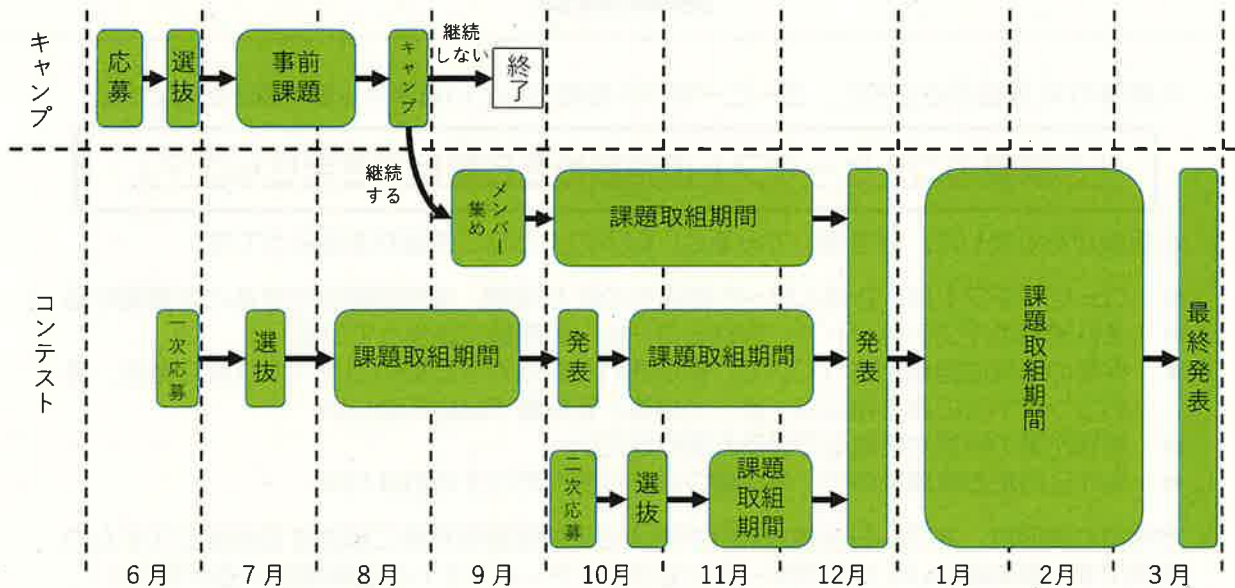 キャンプ
応募
選抜
事前
課題
キャンプ
継続
しない
終了
継続
する
コンテスト
メンバー
集め
課題取組期間
一次応募
選抜
課題取組期間
発表
課題取組期間
発表
課題取組期間
最終発表
二次応募
選抜
課題
取組
期間
6月
7月
8月
9月
10月
11月
12月
1月
2月
3月